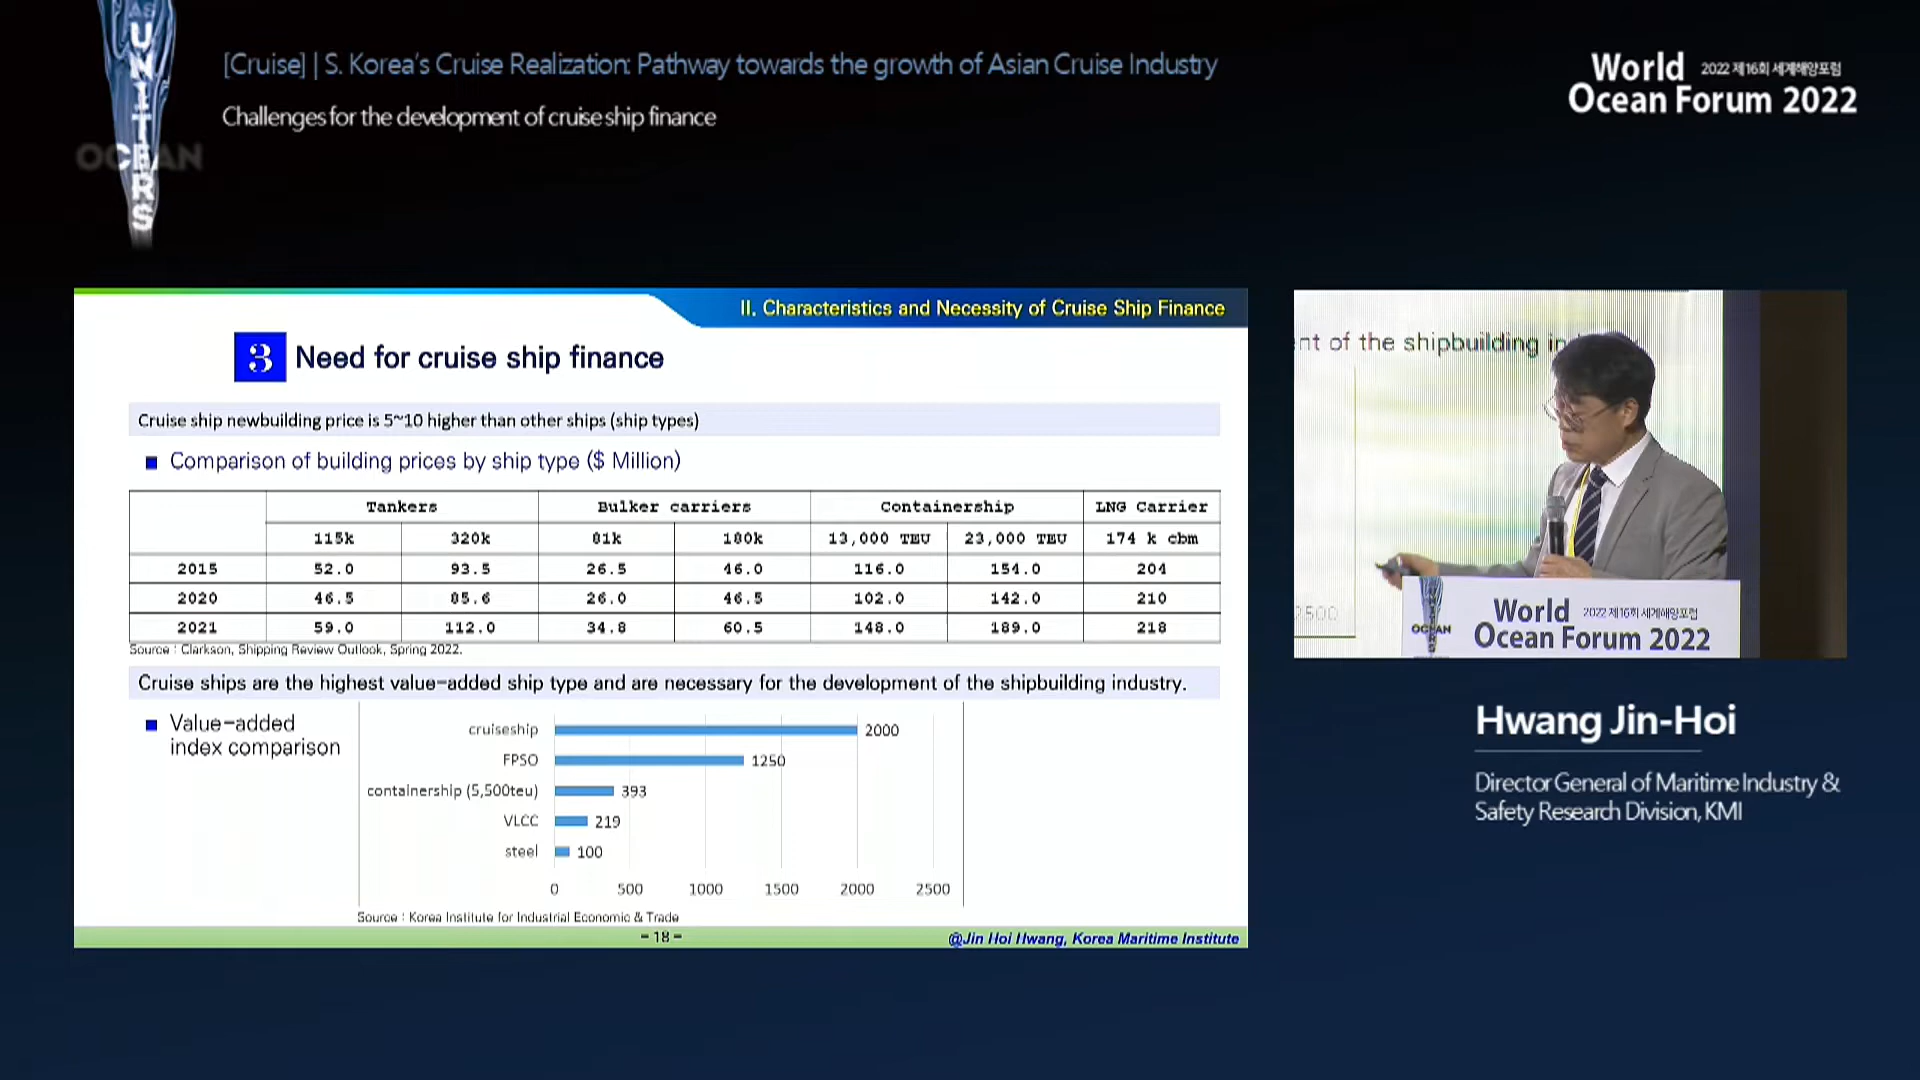 AS
UNITERS
OCEAN
[Cruise] | S. Korea's Cruise Realization: Pathway towards the growth of Asian Cruise Industry
Challenges for the development of cruise ship finance
World 2022 제16회 세계해양포럼
Ocean Forum 2022
II. Characteristics and Necessity of Cruise Ship Finance
3 Need for cruise ship finance
Cruise ship newbuilding price is 5~10 higher than other ships (ship types)
■ Comparison of building prices by ship type ($ Million)
Tankers Bulker carriers Containership LNG Carrier
115k 320k 81k 180k 13,000 TEU 23,000 TEU 174 k cbm
2015 52.0 93.5 26.5 46.0 116.0 154.0 204
2020 46.5 85.6 26.0 46.5 102.0 142.0 210
2021 59.0 112.0 34.8 60.5 148.0 189.0 218
Source : Clarkson, Shipping Review Outlook, Spring 2022.
Cruise ships are the highest value-added ship type and are necessary for the development of the shipbuilding industry.
■ Value-added
index comparison
cruiseship 2000
FPSO 1250
containership (5,500teu) 393
VLCC 219
steel 100
0 500 1000 1500 2000 2500
Source : Korea Institute for Industrial Economic & Trade
- 18 -
@Jin Hoi Hwang, Korea Maritime Institute
nt of the shipbuilding in
2500
UNITERS
OCEAN
World 2022 제16회 세계해양포럼
Ocean Forum 2022
Hwang Jin-Hoi
Director General of Maritime Industry &
Safety Research Division, KMI